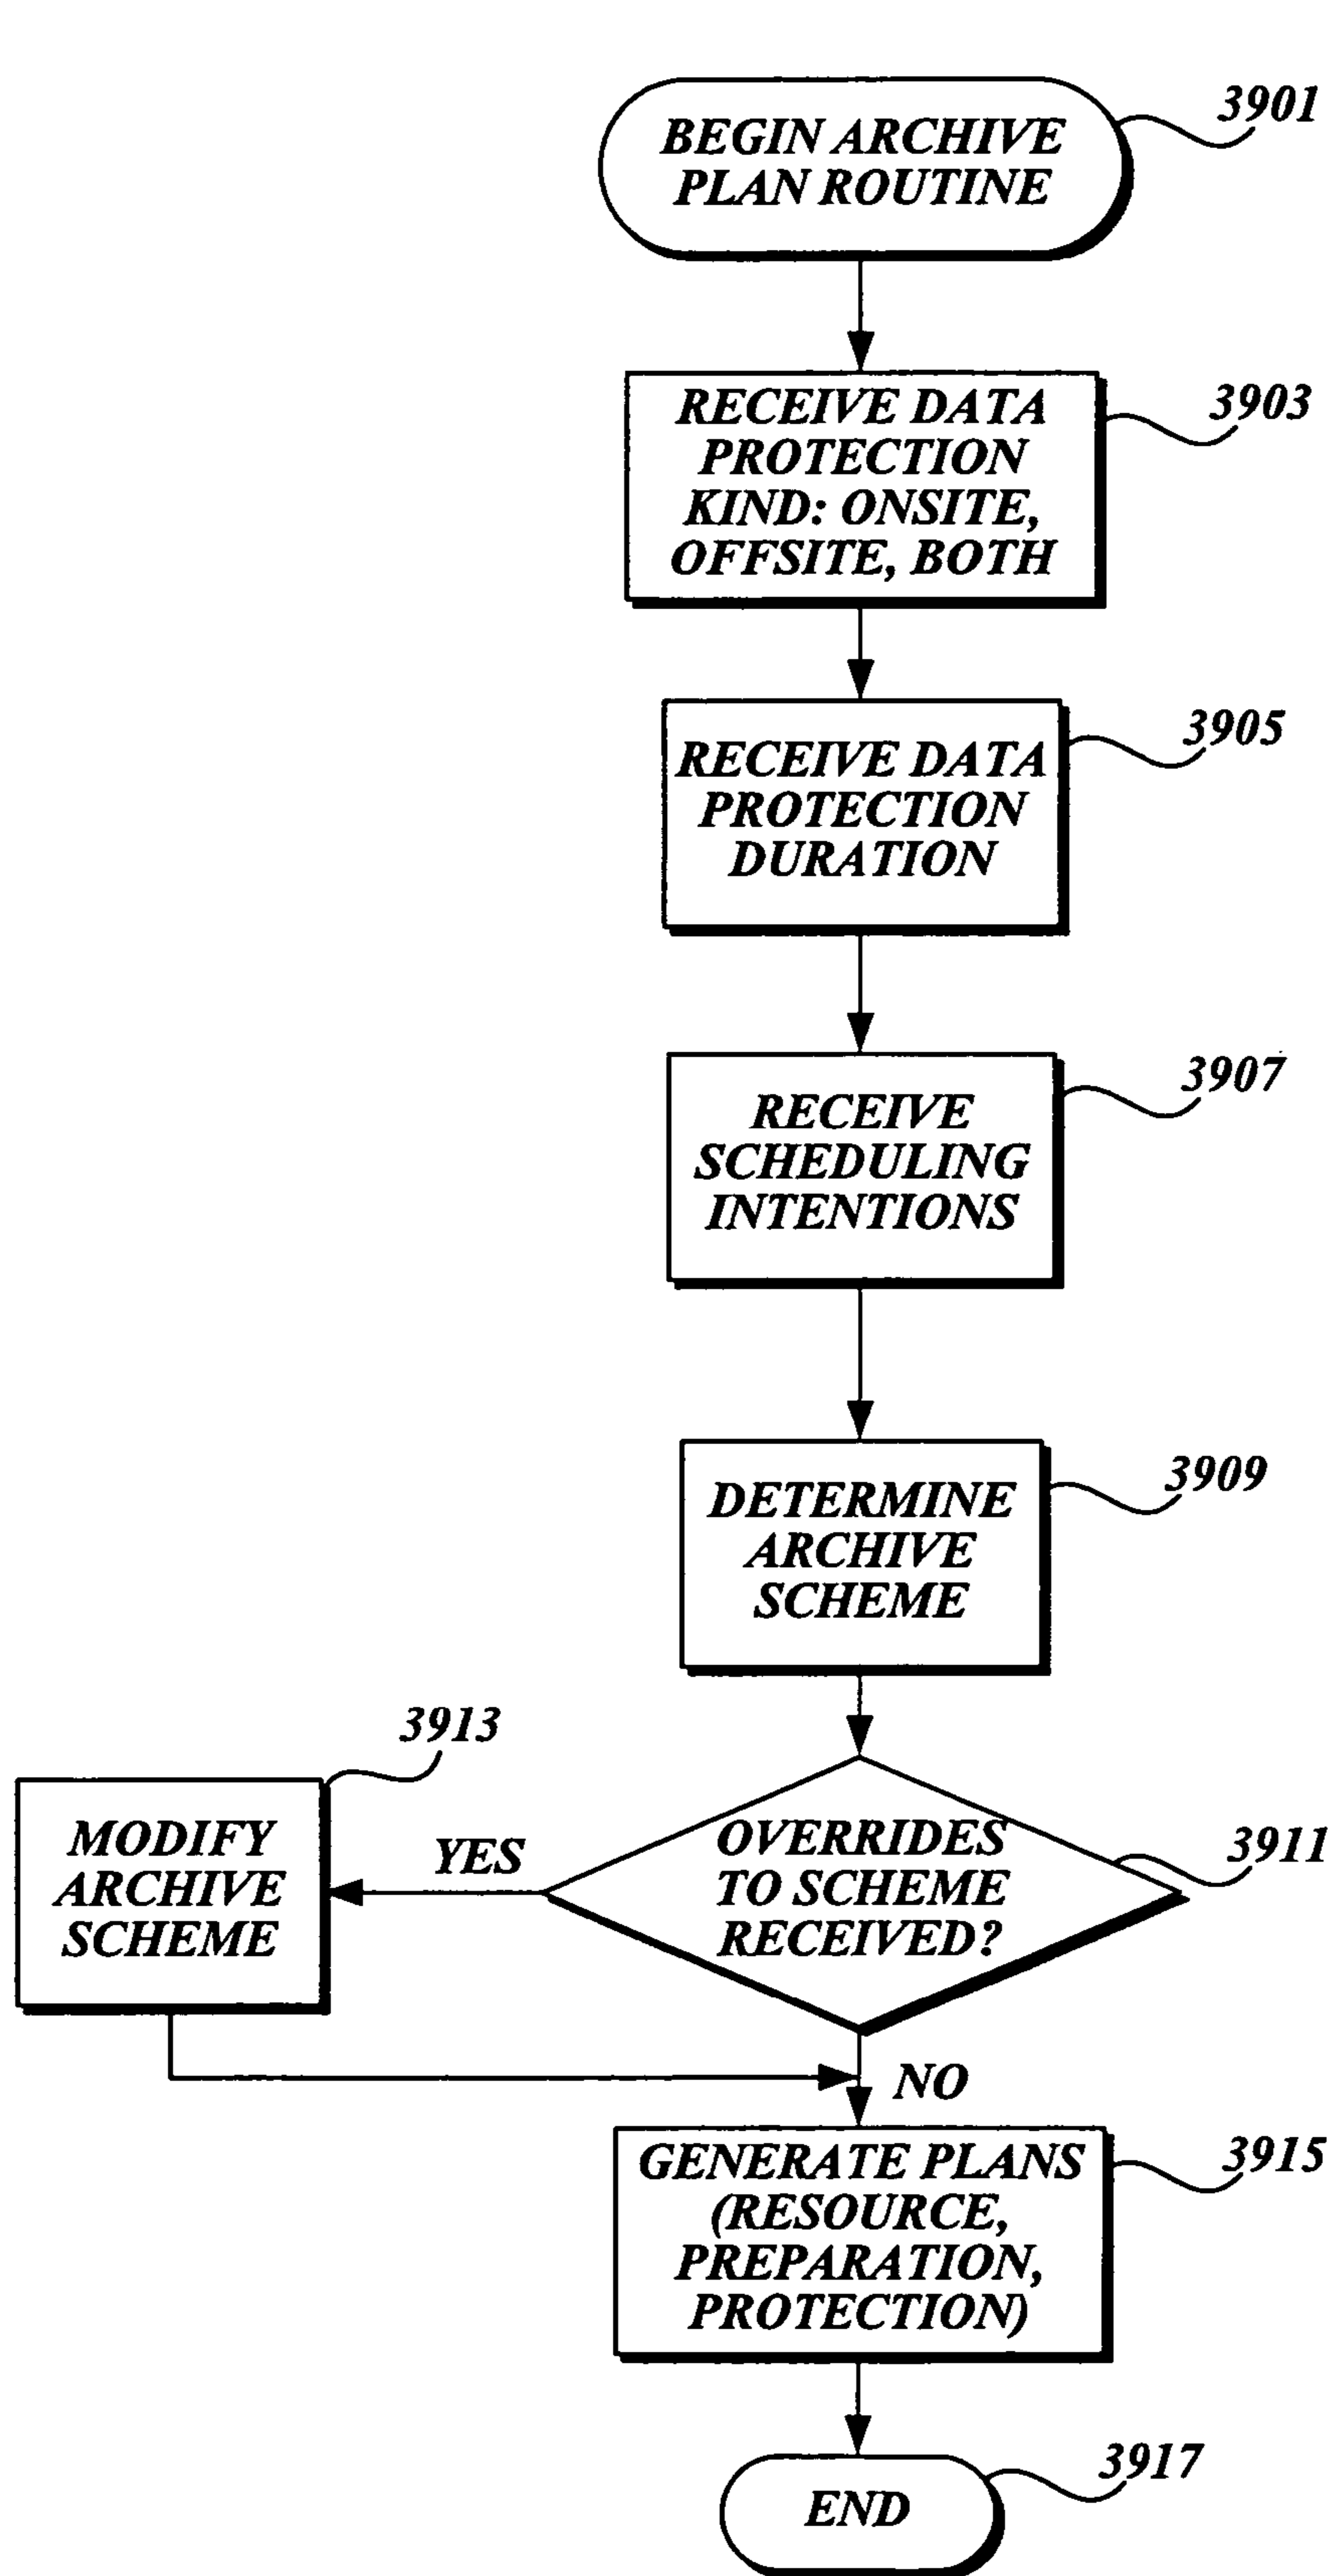 BEGIN ARCHIVE
PLAN ROUTINE
3901
RECEIVE DATA
PROTECTION
KIND: ONSITE,
OFFSITE, BOTH
3903
RECEIVE DATA
PROTECTION
DURATION
3905
RECEIVE
SCHEDULING
INTENTIONS
3907
DETERMINE
ARCHIVE
SCHEME
3909
OVERRIDES
TO SCHEME
RECEIVED?
3911
YES
3913
MODIFY
ARCHIVE
SCHEME
NO
GENERATE PLANS
(RESOURCE,
PREPARATION,
PROTECTION)
3915
END
3917